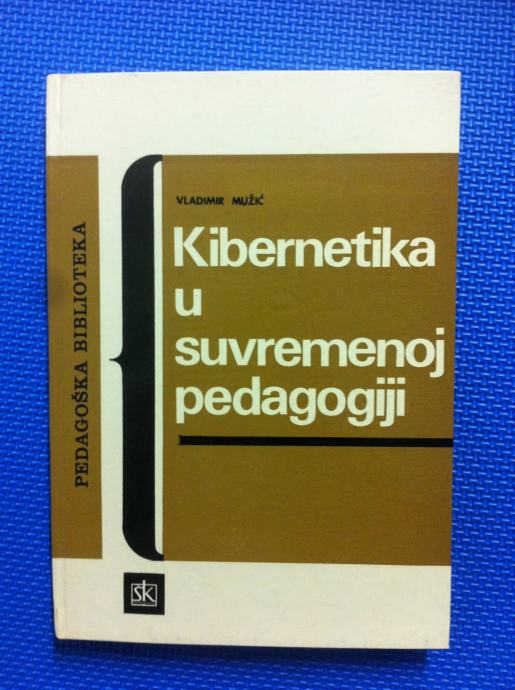 VLADIMIR MUŽIĆ
Kibernetika
u
suvremenoj
pedagogiji
PEDAGOŠKA BIBLIOTEKA
šk